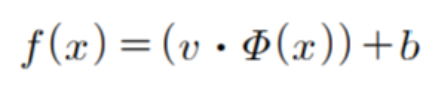 f(x) = (v · Φ(x)) + b